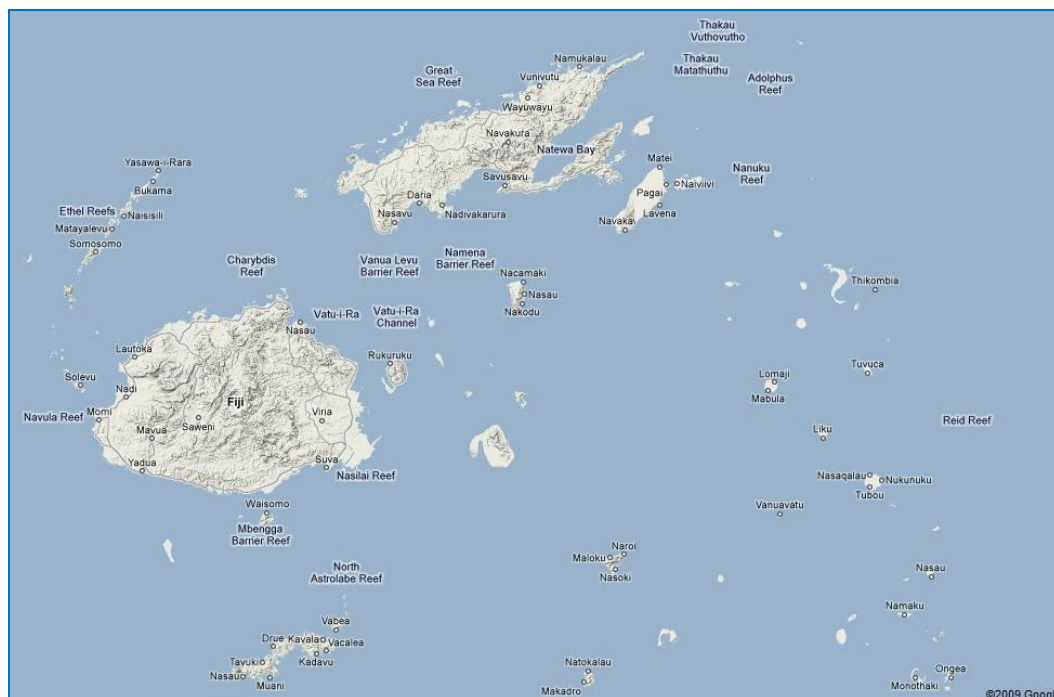 Thakau
Vuthovutho
Namukalau
Thakau
Matathuthu
Great
Sea Reef
Vunivutu
Adolphus
Reef
Wayuwayu
Navakura
Natewa Bay
Yasawa-i-Rara
Matei
Nanuku
Reef
Bukama
Savusavu
Pagai
Naiviivi
Daria
Ethel Reefs
Naisisili
Nasavu
Nadivakarura
Lavena
Matayalevu
Navaka
Somosomo
Charybdis
Reef
Vanua Levu
Barrier Reef
Namena
Barrier Reef
Nacamaki
Thikombia
Nasau
Nakodu
Vatu-i-Ra
Vatu-i-Ra
Channel
Nasau
Lautoka
Rukuruku
Solevu
Tuvuca
Lomaji
Mabula
Nadi
Fiji
Navula Reef
Momi
Saweni
Viria
Reid Reef
Mavua
Liku
Yadua
Suva
Nasilai Reef
Nasaqalau
Nukunuku
Tubou
Waisomo
Vanuavatu
Mbengga
Barrier Reef
Naroi
Maloku
Nasoki
North
Astrolabe Reef
Nasau
Namaku
Vabea
Drue
Kavala
Vacalea
Kadavu
Tavuki
Nasau
Muani
Natokalau
Makadro
Ongea
Monothaki
©2009 Googl